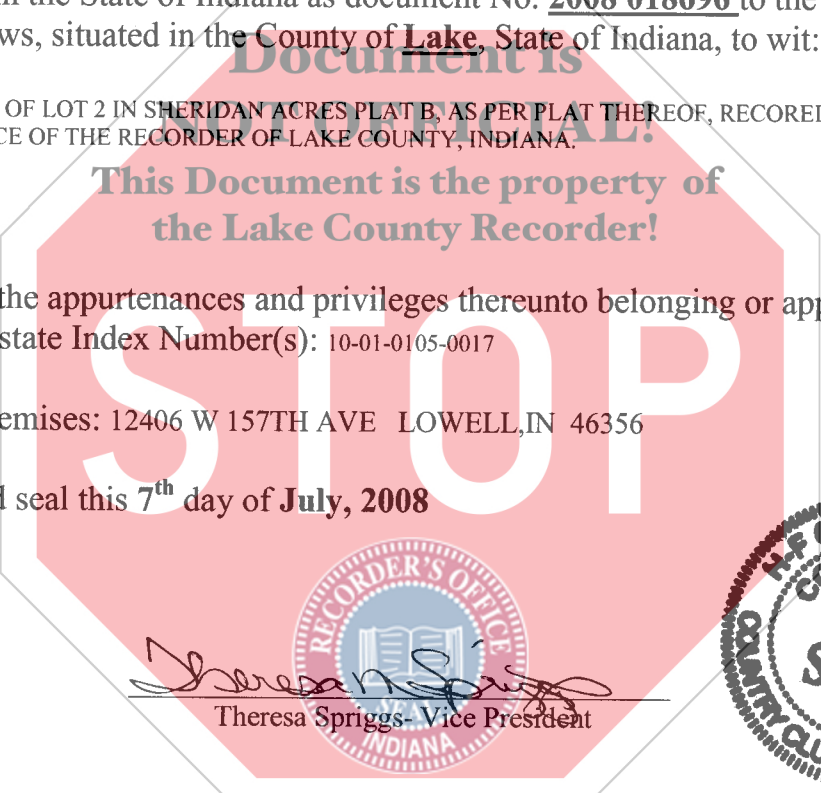 the State of Indiana as document No. 2008 018696 to the
ws, situated in the County of Lake, State of Indiana, to wit:
Document is
OF LOT 2 IN SHERIDAN ACRES PLAT B, AS PER PLAT THEREOF, RECORED
NOT OFFICIAL!
CE OF THE RECORDER OF LAKE COUNTY, INDIANA.
This Document is the property of
the Lake County Recorder!
the appurtenances and privileges thereunto belonging or app
state Index Number(s): 10-01-0105-0017
STOP
emises: 12406 W 157TH AVE LOWELL,IN 46356
d seal this 7th day of July, 2008
RECORDER'S OFFICE
SEAL
INDIANA
Theresa Spriggs
Theresa Spriggs- Vice President
COUNTRY CLU